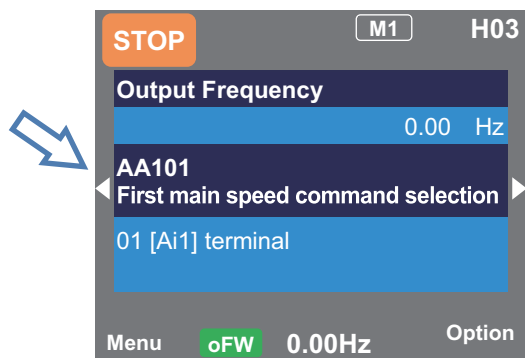 STOP M1 H03
Output Frequency
0.00 Hz
AA101
First main speed command selection
01 [Ai1] terminal
Menu oFW 0.00Hz Option